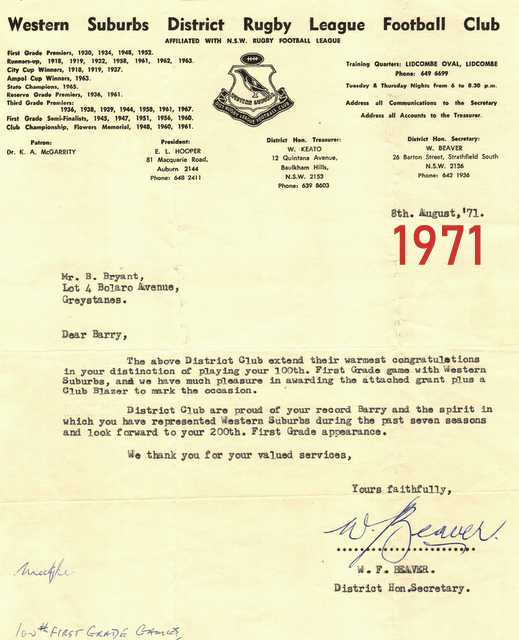 Western Suburbs District Rugby League Football Club
AFFILIATED WITH N.S.W. RUGBY FOOTBALL LEAGUE
First Grade Premiers, 1930, 1934, 1948, 1952.
Runners-up, 1918, 1919, 1922, 1958, 1961, 1962, 1963.
City Cup Winners, 1918, 1919, 1937.
Ampol Cup Winners, 1963.
State Champions, 1965.
Reserve Grade Premiers, 1936, 1961.
Third Grade Premiers:
1936, 1938, 1939, 1944, 1958, 1961, 1967.
First Grade Semi-Finalists, 1945, 1947, 1951, 1956, 1960.
Club Championship, Flowers Memorial, 1948, 1960, 1961.
WESTERN SUBURBS
RUGBY LEAGUE FOOTBALL CLUB
Training Quarters: LIDCOMBE OVAL, LIDCOMBE
Phone: 649 6699
Tuesday & Thursday Nights from 6 to 8.30 p.m.
Address all Communications to the Secretary
Address all Accounts to the Treasurer.
Patron:
Dr. K. A. McGARRITY
President:
E. L. HOOPER
81 Macquarie Road,
Auburn 2144
Phone: 648 2411
District Hon. Treasurer:
W. KEATO
12 Quintana Avenue,
Baulkham Hills,
N.S.W. 2153
Phone: 639 8603
District Hon. Secretary:
W. BEAVER
26 Barton Street, Strathfield South
N.S.W. 2136
Phone: 642 1936
8th. August, '71.
1971
Mr. B. Bryant,
Lot 4 Bolaro Avenue,
Greystanes.
Dear Barry,
The above District Club extend their warmest congratulations
in your distinction of playing your 100th. First Grade game with Western
Suburbs, and we have much pleasure in awarding the attached grant plus a
Club Blazer to mark the occasion.
District Club are proud of your record Barry and the spirit in
which you have represented Western Suburbs during the past seven seasons
and look forward to your 200th. First Grade appearance.
We thank you for your valued services,
Yours faithfully,
W. Beaver.
W. F. BEAVER.
District Hon.Secretary.
100th FIRST GRADE GAMES